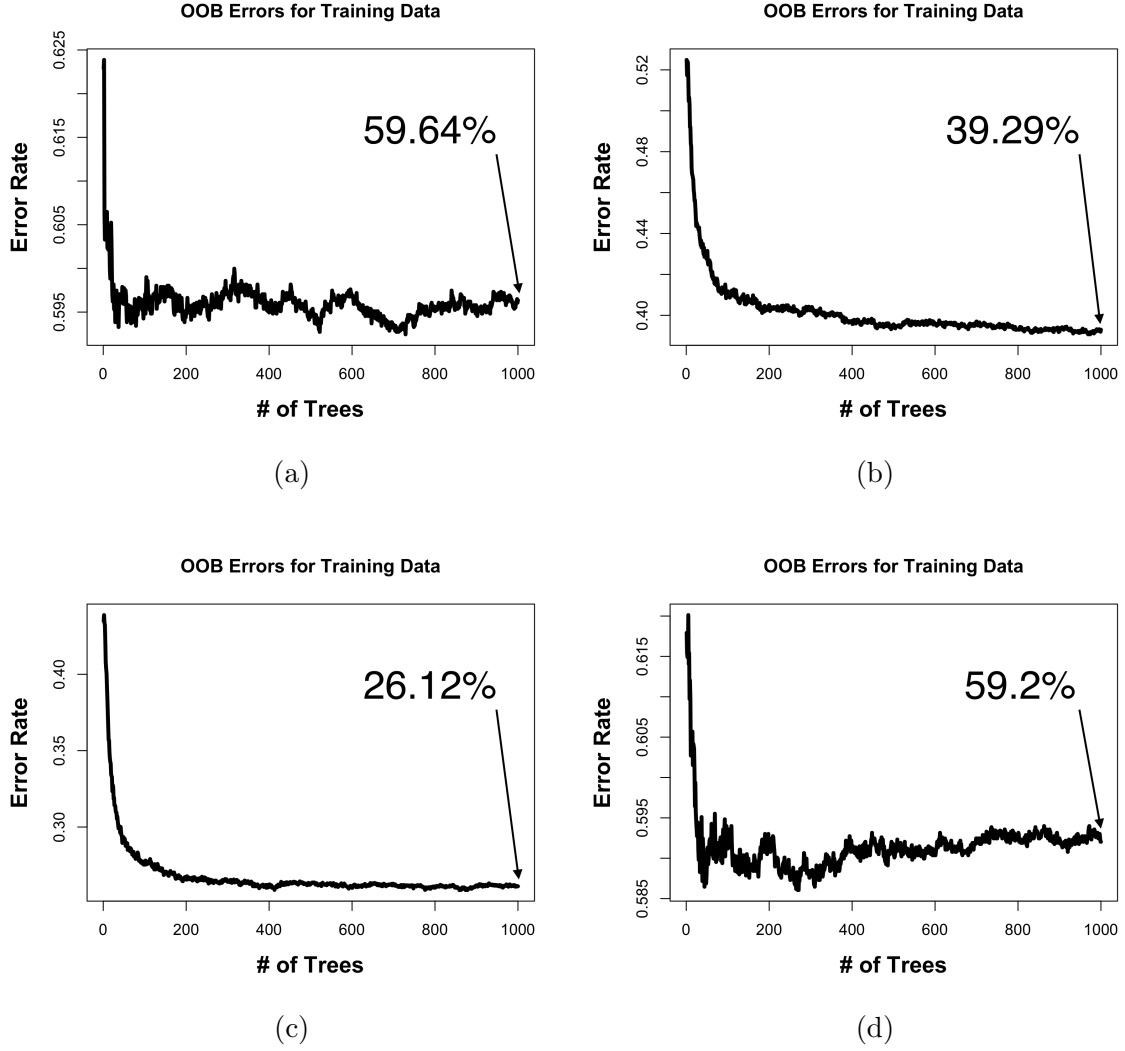 OOB Errors for Training Data
0.625
0.615
0.605
0.595
Error Rate
59.64%
0 200 400 600 800 1000
# of Trees
(a)
OOB Errors for Training Data
0.52
0.48
0.44
0.40
Error Rate
39.29%
0 200 400 600 800 1000
# of Trees
(b)
OOB Errors for Training Data
0.40
0.35
0.30
Error Rate
26.12%
0 200 400 600 800 1000
# of Trees
(c)
OOB Errors for Training Data
0.615
0.605
0.595
0.585
Error Rate
59.2%
0 200 400 600 800 1000
# of Trees
(d)